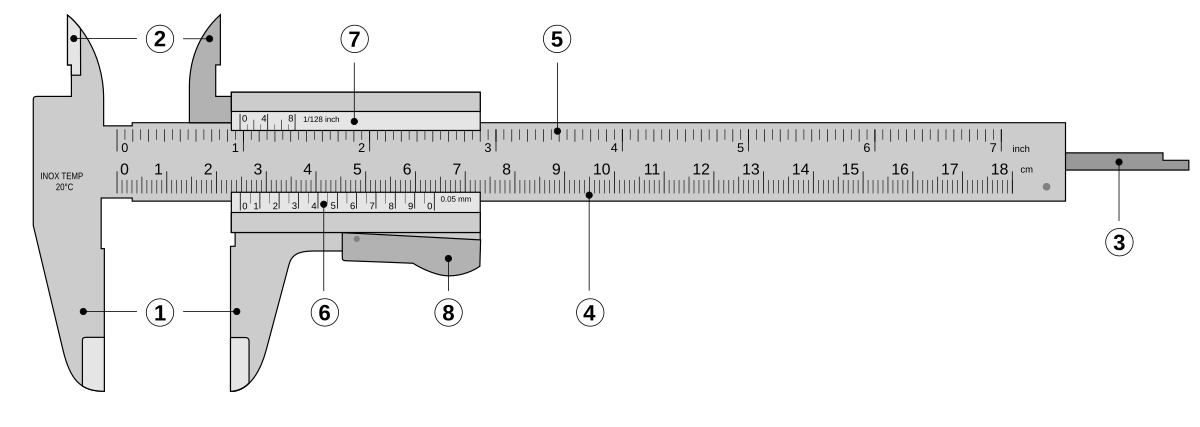 2 7 5
0 4 8 1/128 inch
0 1 2 3 4 5 6 7 inch
0 1 2 3 4 5 6 7 8 9 10 11 12 13 14 15 16 17 18 cm
INOX TEMP
20°C
0 1 2 3 4 5 6 7 8 9 0 0.05 mm
3
1 6 8 4